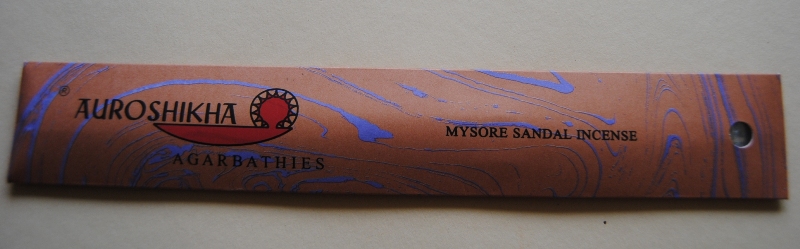 ® AUROSHIKHA
AGARBATHIES
MYSORE SANDAL INCENSE